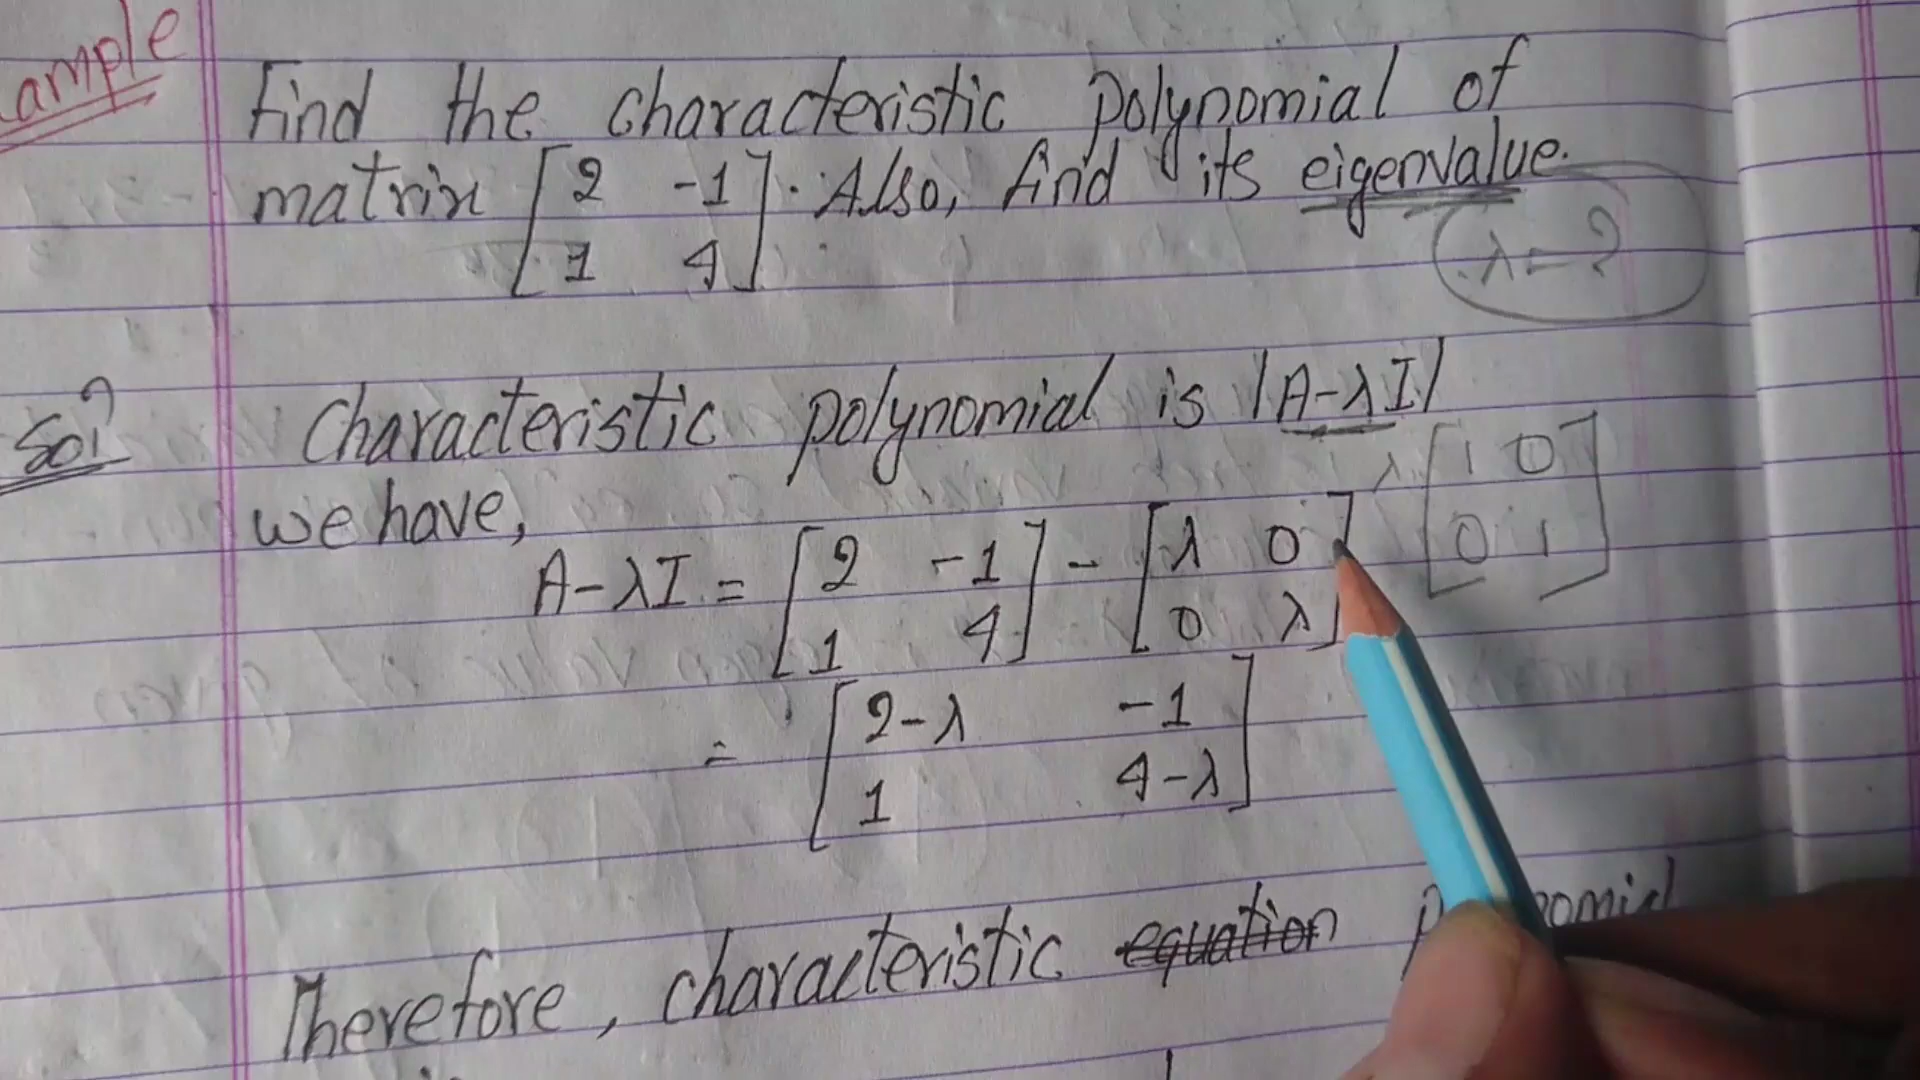 ample
Find the characteristic polynomial of
matrix [2 -1
1 4]. Also, find its eigenvalue.
λ = ?
Solⁿ
Characteristic polynomial is |A-λI|
we have,
λ [1 0
0 1]
A-λI = [2 -1
1 4] - [λ 0
0 λ]
= [2-λ -1
1 4-λ]
Therefore, characteristic equation